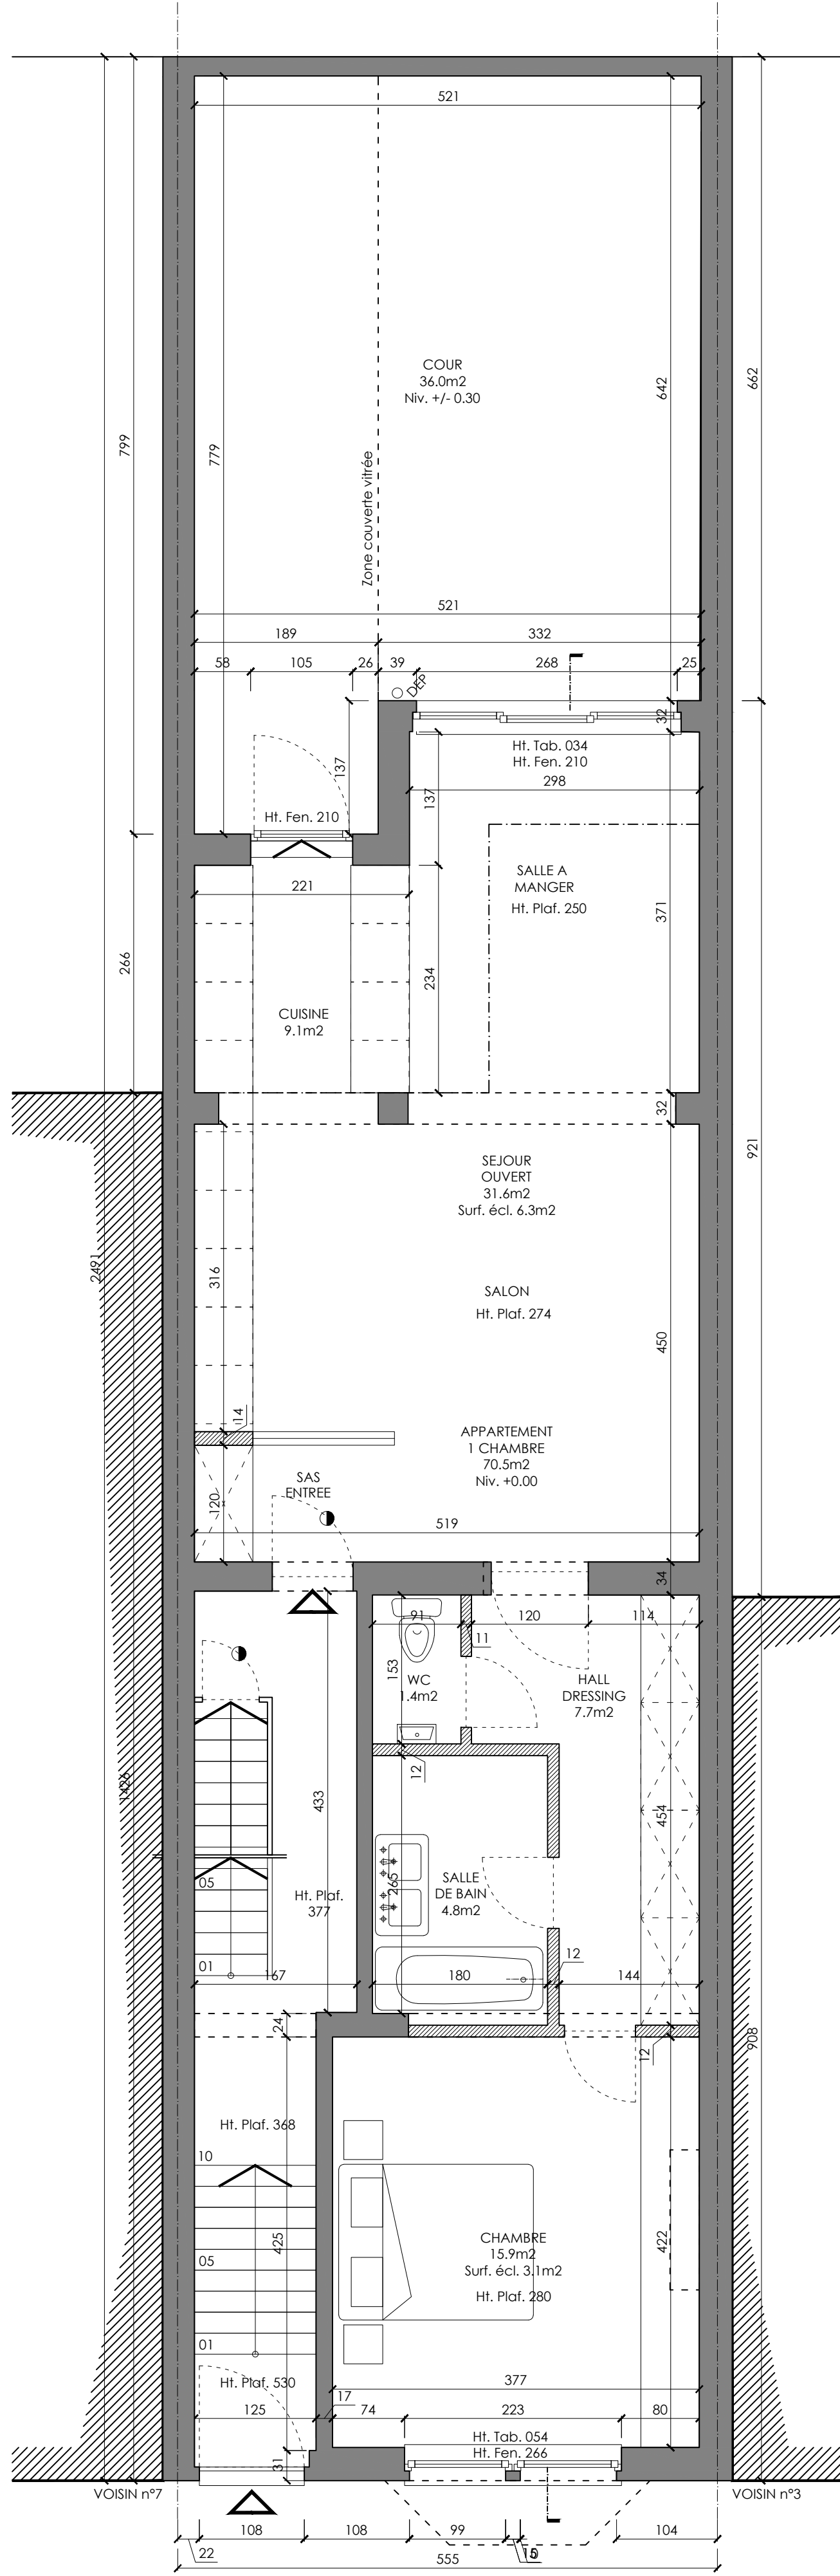 521
COUR
36.0m2
Niv. +/- 0.30
642
662
799
779
Zone couverte vitrée
521
189
332
58
105
26
39
268
25
DEP
32
Ht. Tab. 034
Ht. Fen. 210
298
137
137
Ht. Fen. 210
221
SALLE A
MANGER
Ht. Plaf. 250
371
266
234
CUISINE
9.1m2
32
921
SEJOUR
OUVERT
31.6m2
Surf. écl. 6.3m2
2491
316
SALON
Ht. Plaf. 274
450
14
APPARTEMENT
1 CHAMBRE
70.5m2
Niv. +0.00
SAS
ENTREE
120
519
34
91
11
120
114
153
WC
1.4m2
HALL
DRESSING
7.7m2
12
1426
433
454
05
265
SALLE
DE BAIN
4.8m2
Ht. Plaf.
377
01
167
180
12
144
24
12
908
Ht. Plaf. 368
10
425
05
CHAMBRE
15.9m2
Surf. écl. 3.1m2
Ht. Plaf. 280
422
01
Ht. Plaf. 530
377
125
17
74
223
80
Ht. Tab. 054
Ht. Fen. 266
31
VOISIN n°7
VOISIN n°3
108
108
99
104
22
555